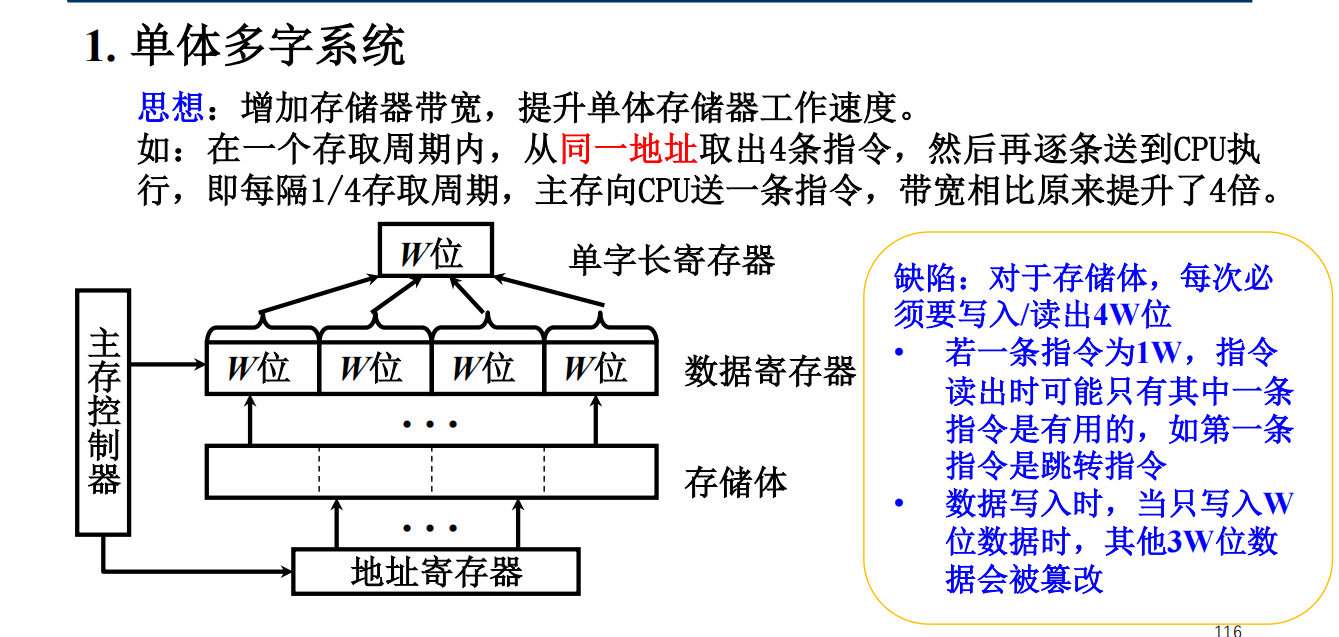 1. 单体多字系统
思想：增加存储器带宽，提升单体存储器工作速度。
如：在一个存取周期内，从同一地址取出4条指令，然后再逐条送到CPU执
行，即每隔1/4存取周期，主存向CPU送一条指令，带宽相比原来提升了4倍。
W位
单字长寄存器
主存控制器
W位 W位 W位 W位
数据寄存器
···
存储体
···
地址寄存器
缺陷：对于存储体，每次必
须要写入/读出4W位
• 若一条指令为1W，指令
读出时可能只有其中一条
指令是有用的，如第一条
指令是跳转指令
• 数据写入时，当只写入W
位数据时，其他3W位数
据会被篡改
116